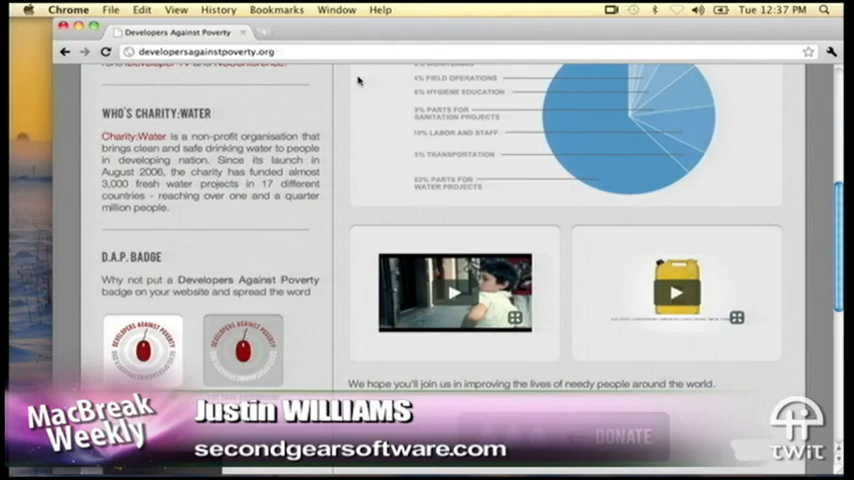 Chrome File Edit View History Bookmarks Window Help
Tue 12:37 PM
Developers Against Poverty
developersagainstpoverty.org
WHO'S CHARITY:WATER
Charity:Water is a non-profit organisation that
brings clean and safe drinking water to people
in developing nation. Since its launch in
August 2006, the charity has funded almost
3,000 fresh water projects in 17 different
countries - reaching over one and a quarter
million people.
D.A.P. BADGE
Why not put a Developers Against Poverty
badge on your website and spread the word
DEVELOPERS AGAINST POVERTY
DEVELOPERS AGAINST POVERTY
4% FIELD OPERATIONS
6% HYGIENE EDUCATION
PARTS FOR
SANITATION PROJECTS
10% LABOR AND STAFF
TRANSPORTATION
PARTS FOR
WATER PROJECTS
We hope you'll join us in improving the lives of needy people around the world.
DONATE
MacBreak
Weekly
Justin WILLIAMS
secondgearsoftware.com
TWiT